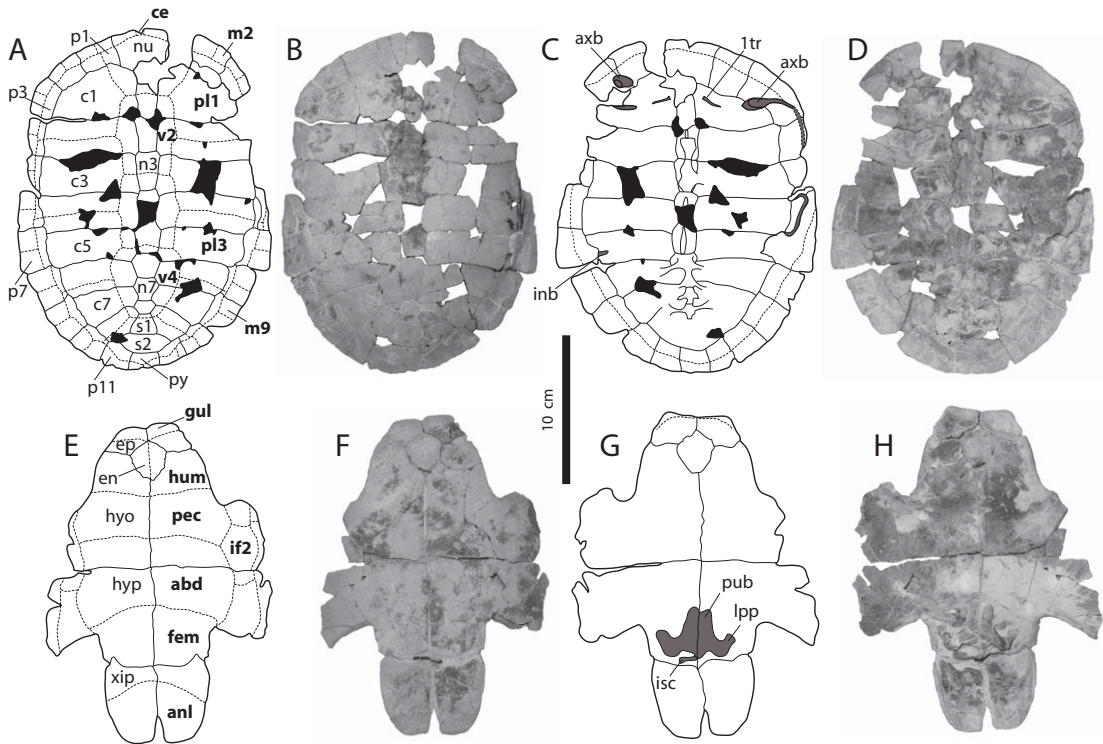 A
p1
ce
nu
m2
p3
c1
pl1
v2
n3
c3
c5
pl3
p7
v4
n7
c7
s1
s2
m9
p11
py
B
C
axb
1tr
axb
inb
D
10 cm
E
gul
ep
en
hum
hyo
pec
if2
hyp
abd
fem
xip
anl
F
G
pub
lpp
isc
H